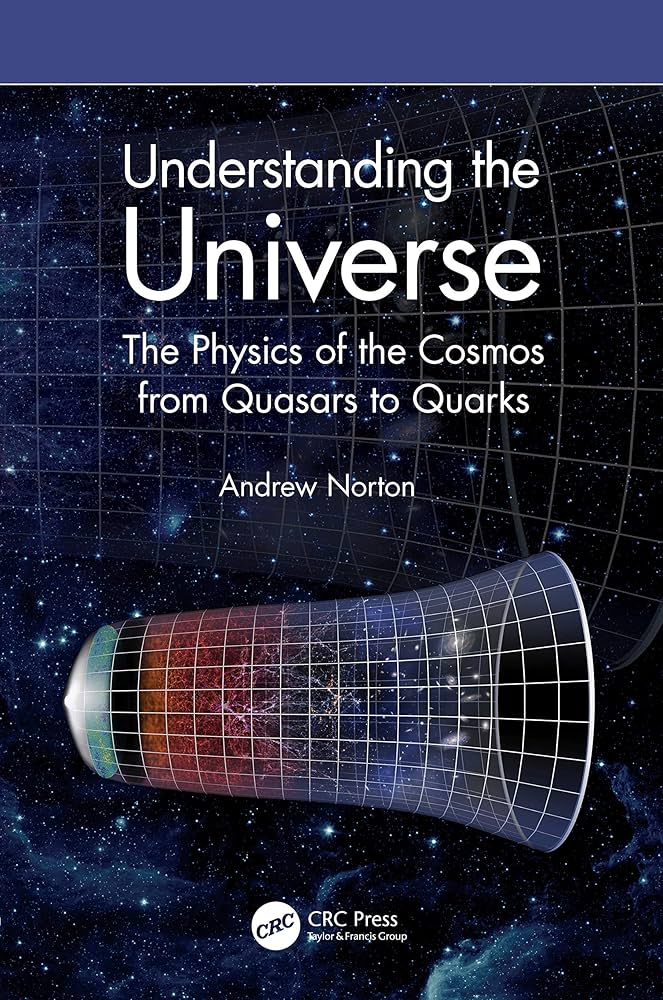 Understanding the
Universe
The Physics of the Cosmos
from Quasars to Quarks
Andrew Norton
CRC
CRC Press
Taylor & Francis Group